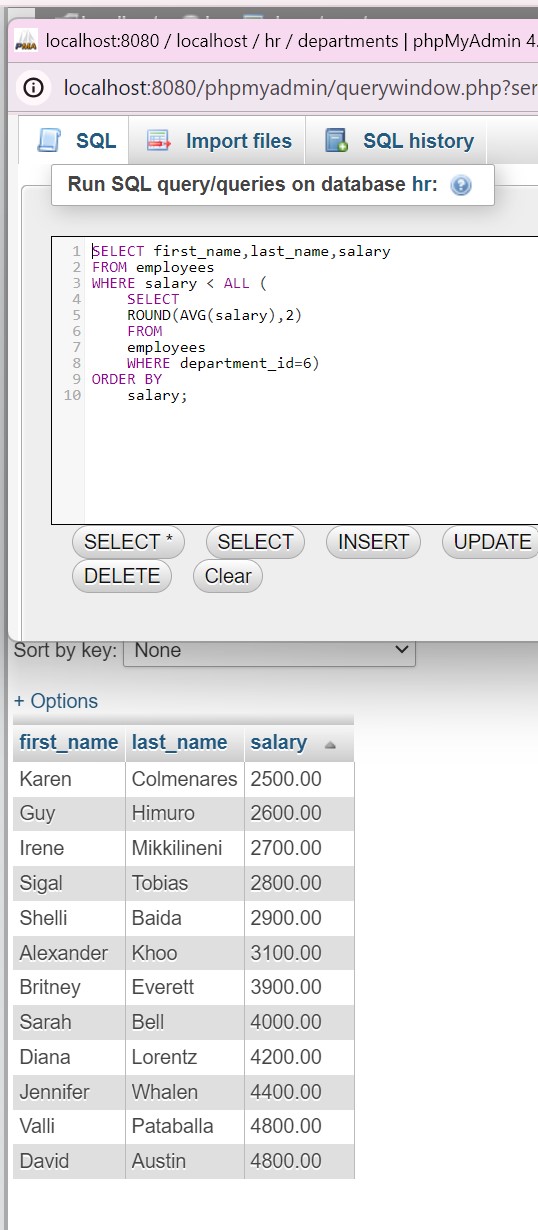 localhost:8080 / localhost / hr / departments | phpMyAdmin 4.
localhost:8080/phpmyadmin/querywindow.php?ser
SQL Import files SQL history
Run SQL query/queries on database hr:
1 SELECT first_name,last_name,salary
2 FROM employees
3 WHERE salary < ALL (
4 SELECT
5 ROUND(AVG(salary),2)
6 FROM
7 employees
8 WHERE department_id=6)
9 ORDER BY
10 salary;
SELECT * SELECT INSERT UPDATE
DELETE Clear
Sort by key: None
+ Options
first_name last_name salary
Karen Colmenares 2500.00
Guy Himuro 2600.00
Irene Mikkilineni 2700.00
Sigal Tobias 2800.00
Shelli Baida 2900.00
Alexander Khoo 3100.00
Britney Everett 3900.00
Sarah Bell 4000.00
Diana Lorentz 4200.00
Jennifer Whalen 4400.00
Valli Pataballa 4800.00
David Austin 4800.00